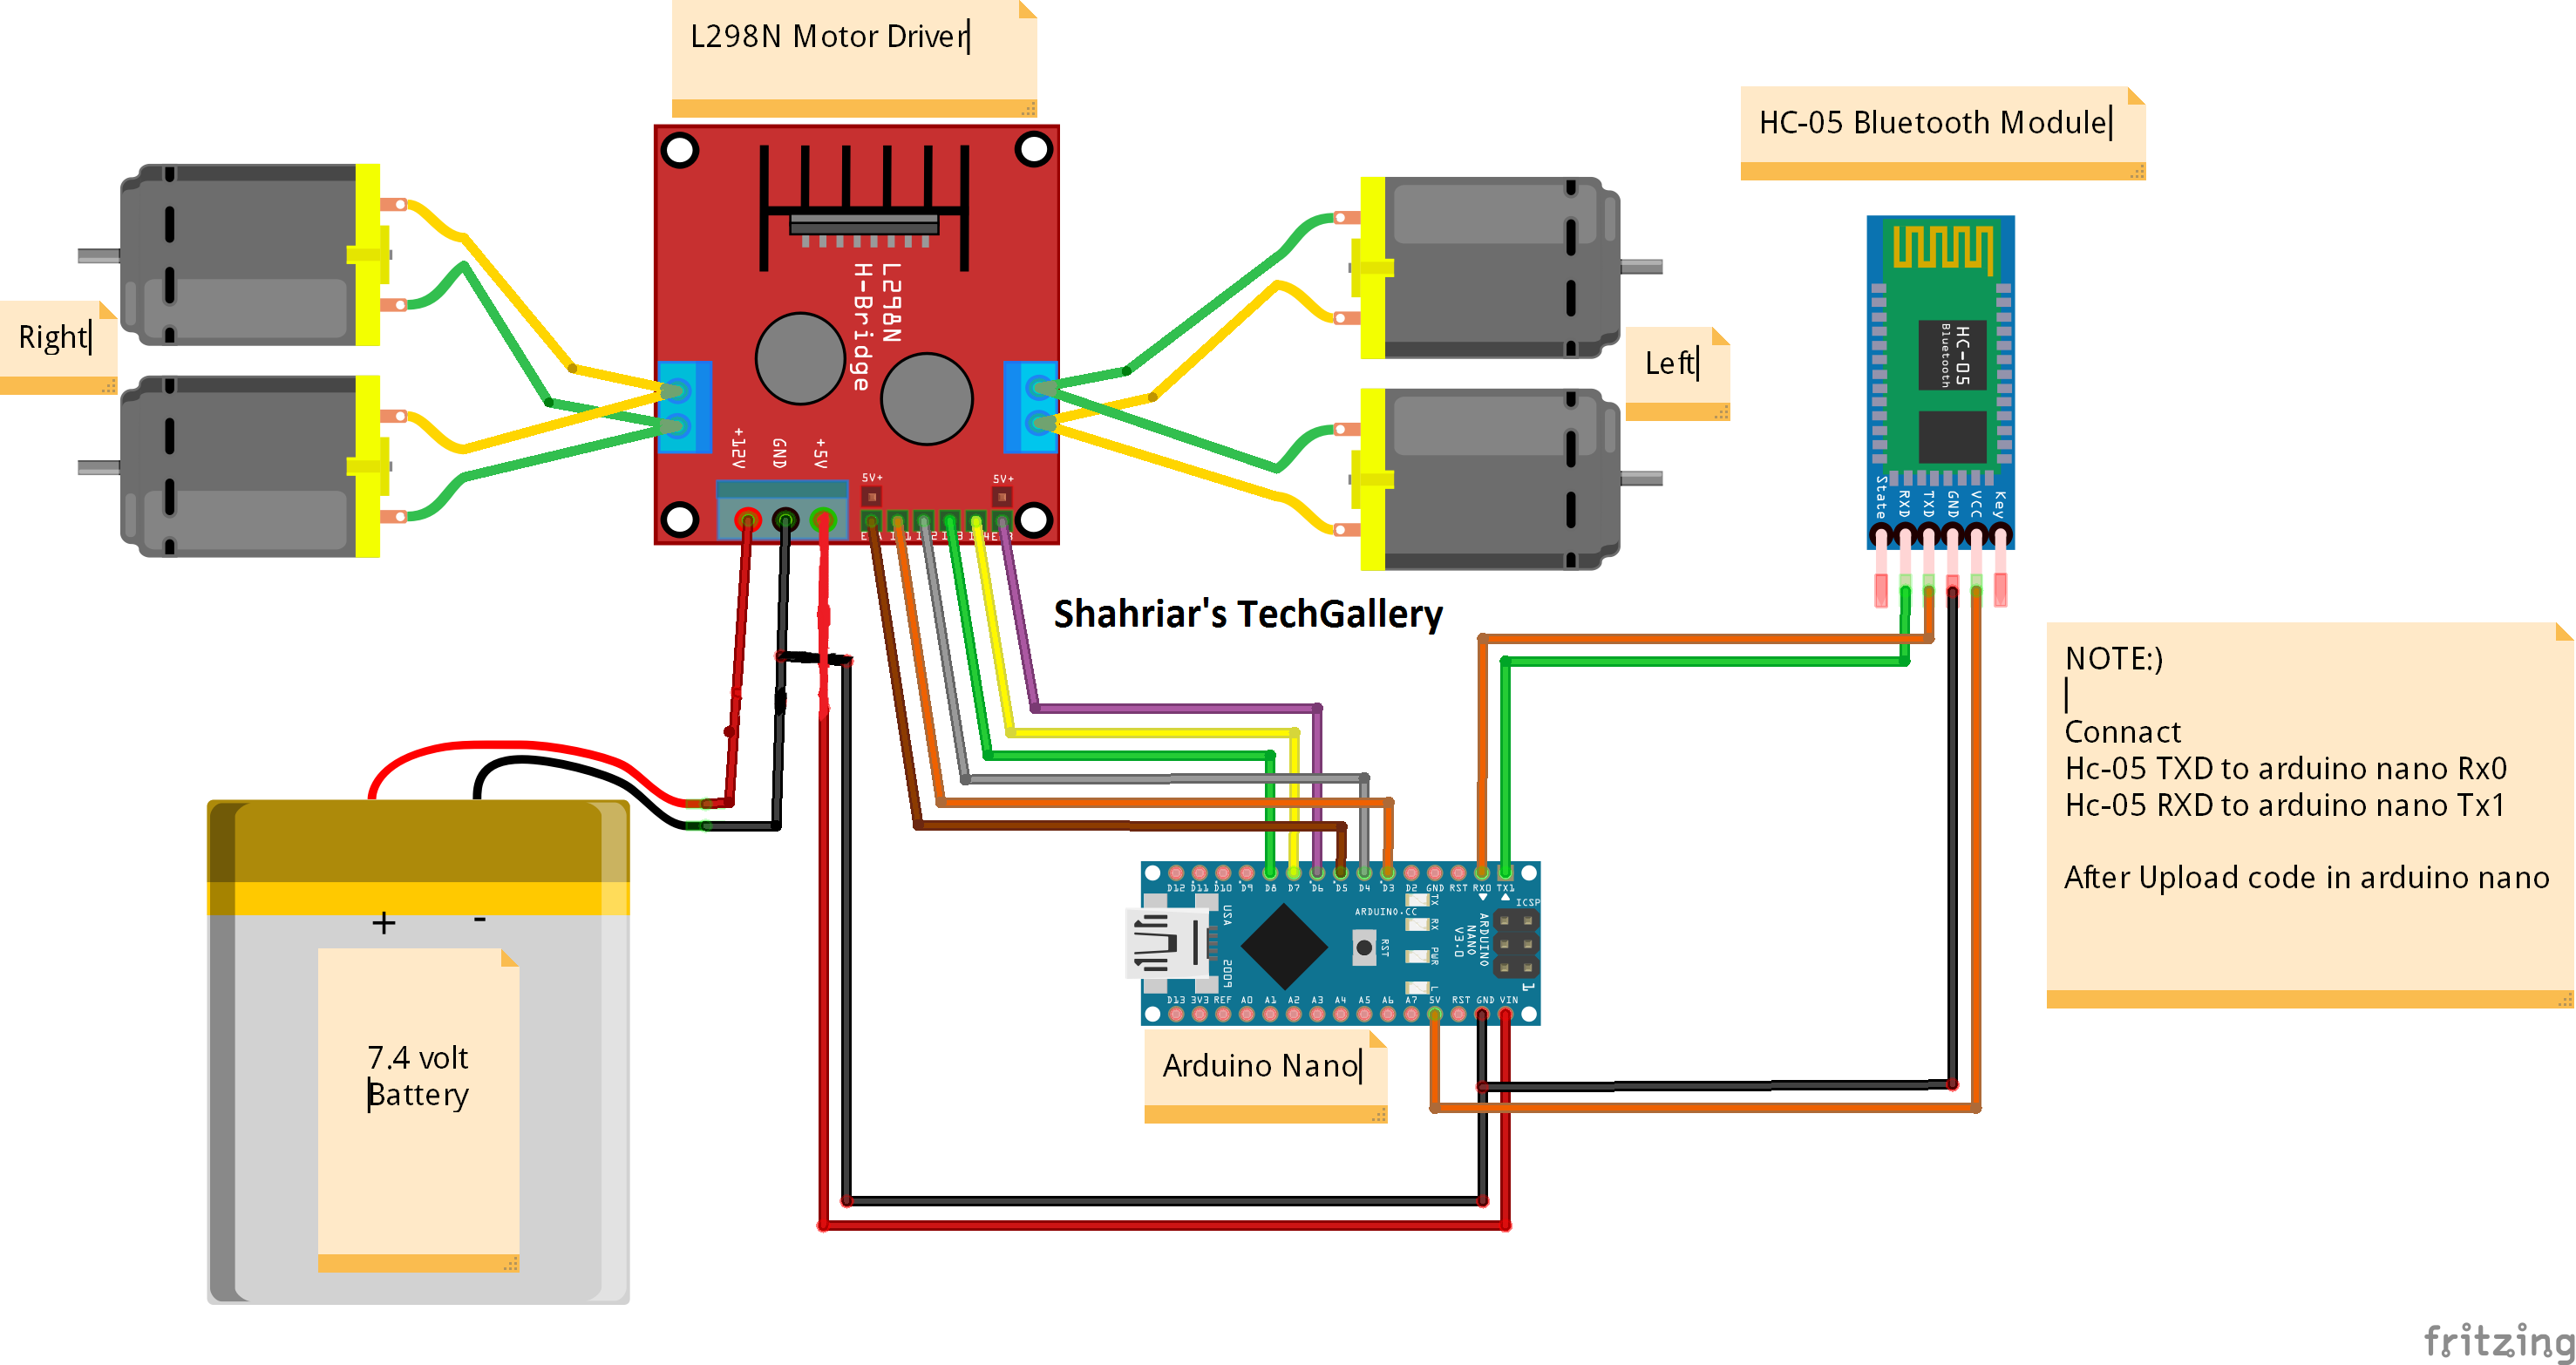 L298N Motor Driver
HC-05 Bluetooth Module
Right
Left
L298N
H-Bridge
+12V
GND
+5V
5V+
5V+
HC-05
Bluetooth
State
RXD
TXD
GND
VCC
Key
Shahriar's TechGallery
NOTE:)
Connact
Hc-05 TXD to arduino nano Rx0
Hc-05 RXD to arduino nano Tx1
After Upload code in arduino nano
D12 D11 D10 D9 D8 D7 D6 D5 D4 D3 D2 GND RST RX0 TX1
ARDUINO.CC
ICSP
TX
RX
PWR
L
RST
USA
2009
ARDUINO
NANO
V3.0
1
D13 3V3 REF A0 A1 A2 A3 A4 A5 A6 A7 5V RST GND VIN
Arduino Nano
+ -
7.4 volt
Battery
fritzing